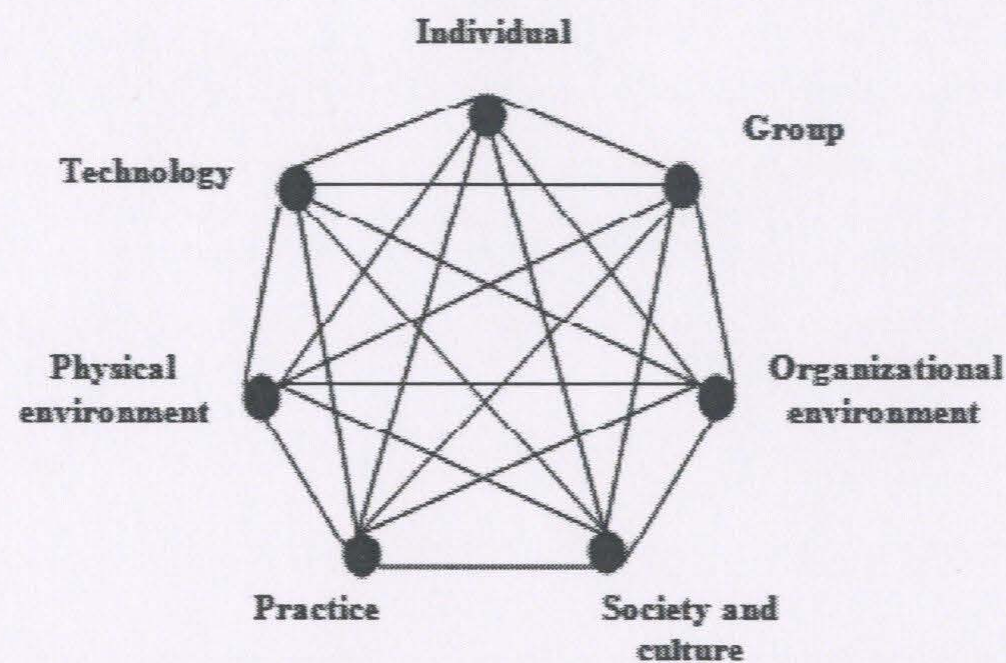 Individual
Group
Technology
Physical
environment
Organizational
environment
Practice
Society and
culture